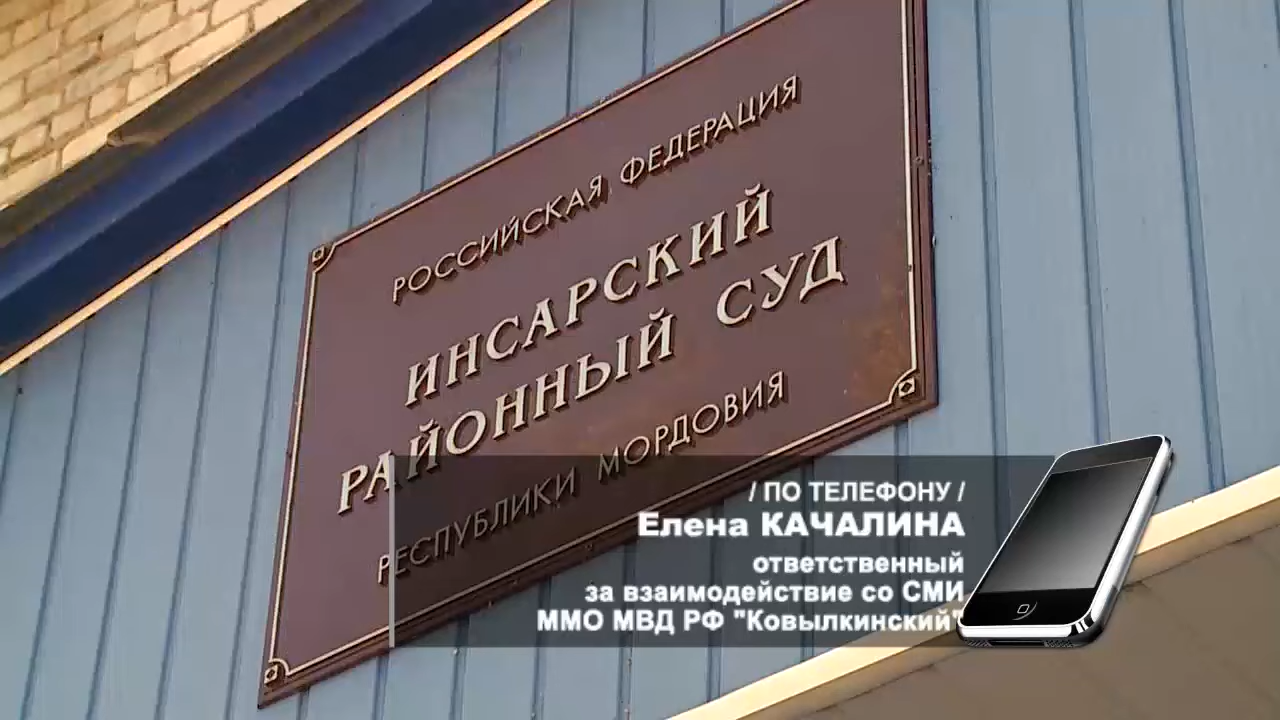 РОССИЙСКАЯ ФЕДЕРАЦИЯ
ИНСАРСКИЙ
РАЙОННЫЙ СУД
РЕСПУБЛИКИ МОРДОВИЯ
/ ПО ТЕЛЕФОНУ /
Елена КАЧАЛИНА
ответственный
за взаимодействие со СМИ
ММО МВД РФ "Ковылкинский"